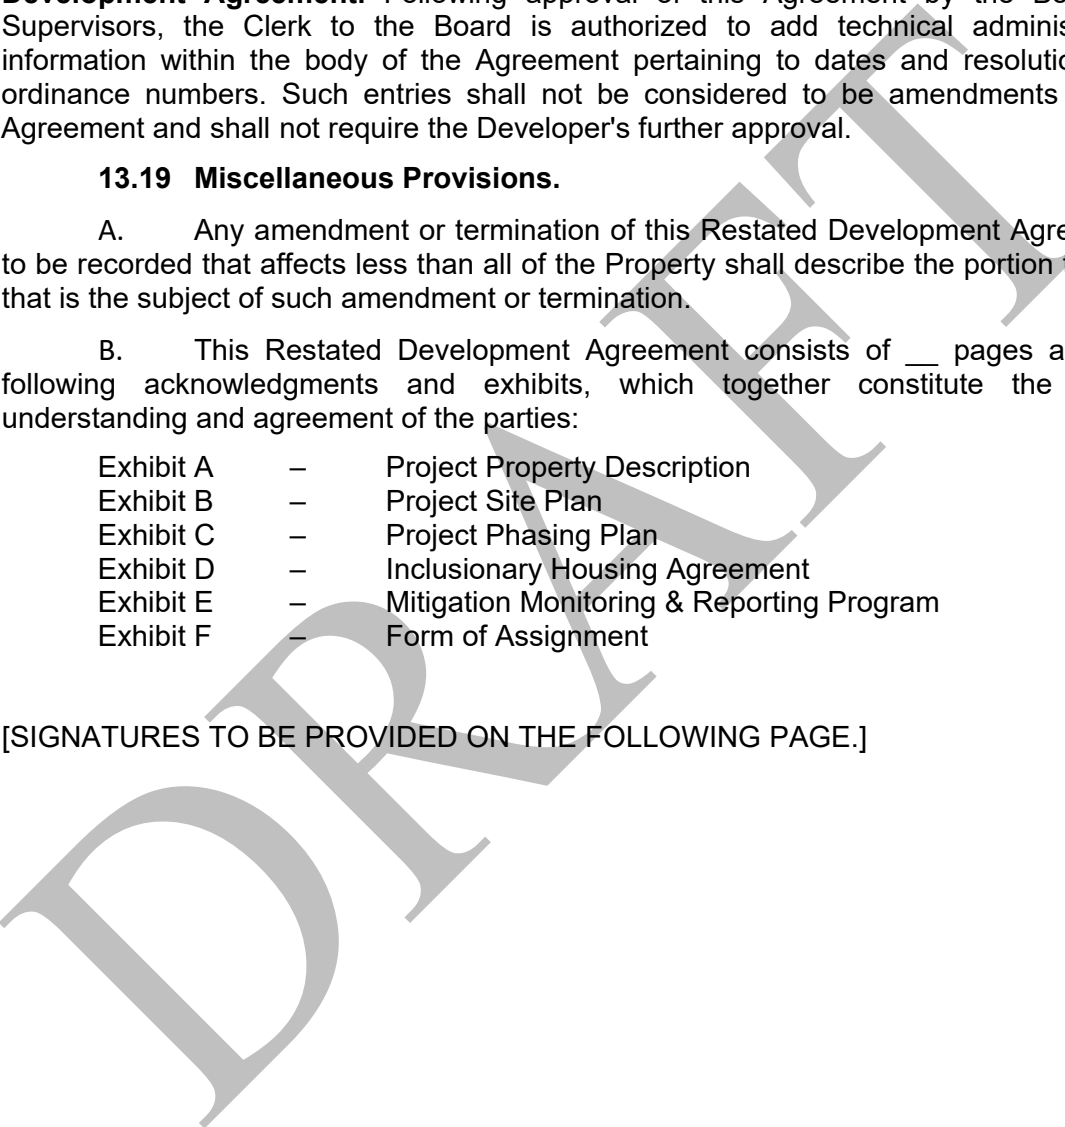 Development Agreement. Following approval of this Agreement by the
Supervisors, the Clerk to the Board is authorized to add technical
information within the body of the Agreement pertaining to dates and
ordinance numbers. Such entries shall not be considered to be amendments
Agreement and shall not require the Developer's further approval.
13.19 Miscellaneous Provisions.
A. Any amendment or termination of this Restated Development
to be recorded that affects less than all of the Property shall describe the portion
that is the subject of such amendment or termination.
B. This Restated Development Agreement consists of __ pages
following acknowledgments and exhibits, which together constitute the
understanding and agreement of the parties:
Exhibit A – Project Property Description
Exhibit B – Project Site Plan
Exhibit C – Project Phasing Plan
Exhibit D – Inclusionary Housing Agreement
Exhibit E – Mitigation Monitoring & Reporting Program
Exhibit F – Form of Assignment
[SIGNATURES TO BE PROVIDED ON THE FOLLOWING PAGE.]
DRAFT